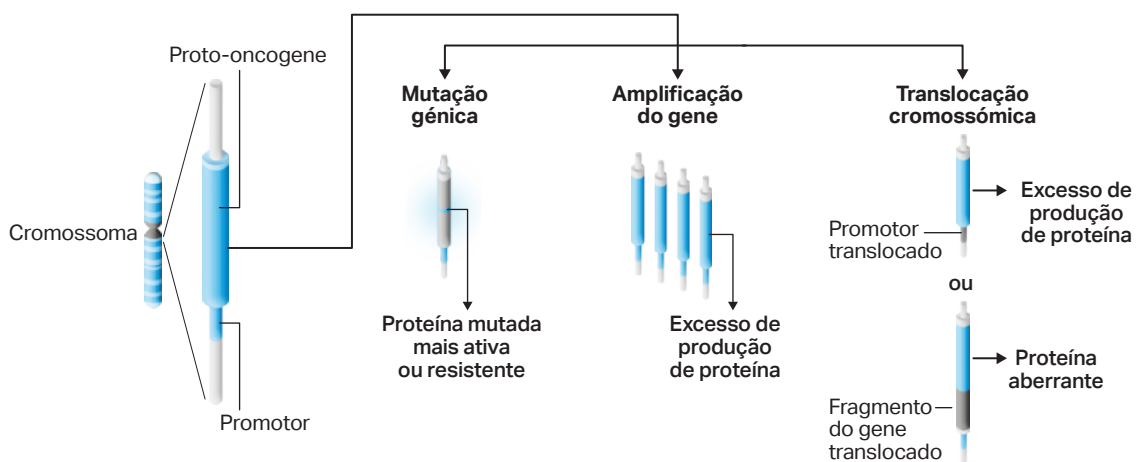 Proto-oncogene
Cromossoma
Promotor
Mutação
génica
Proteína mutada
mais ativa
ou resistente
Amplificação
do gene
Excesso de
produção
de proteína
Translocação
cromossómica
Promotor
translocado
Excesso de
produção
de proteína
ou
Fragmento
do gene
translocado
Proteína
aberrante